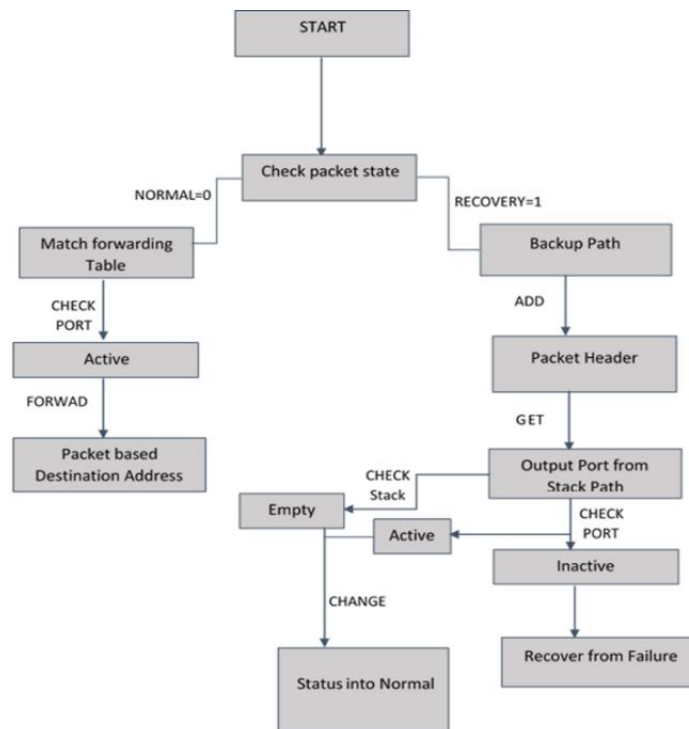 START
Check packet state
NORMAL=0
RECOVERY=1
Match forwarding
Table
Backup Path
CHECK
PORT
ADD
Active
Packet Header
FORWAD
GET
Packet based
Destination Address
Output Port from
Stack Path
CHECK
Stack
Empty
CHECK
PORT
Active
Inactive
CHANGE
Recover from Failure
Status into Normal